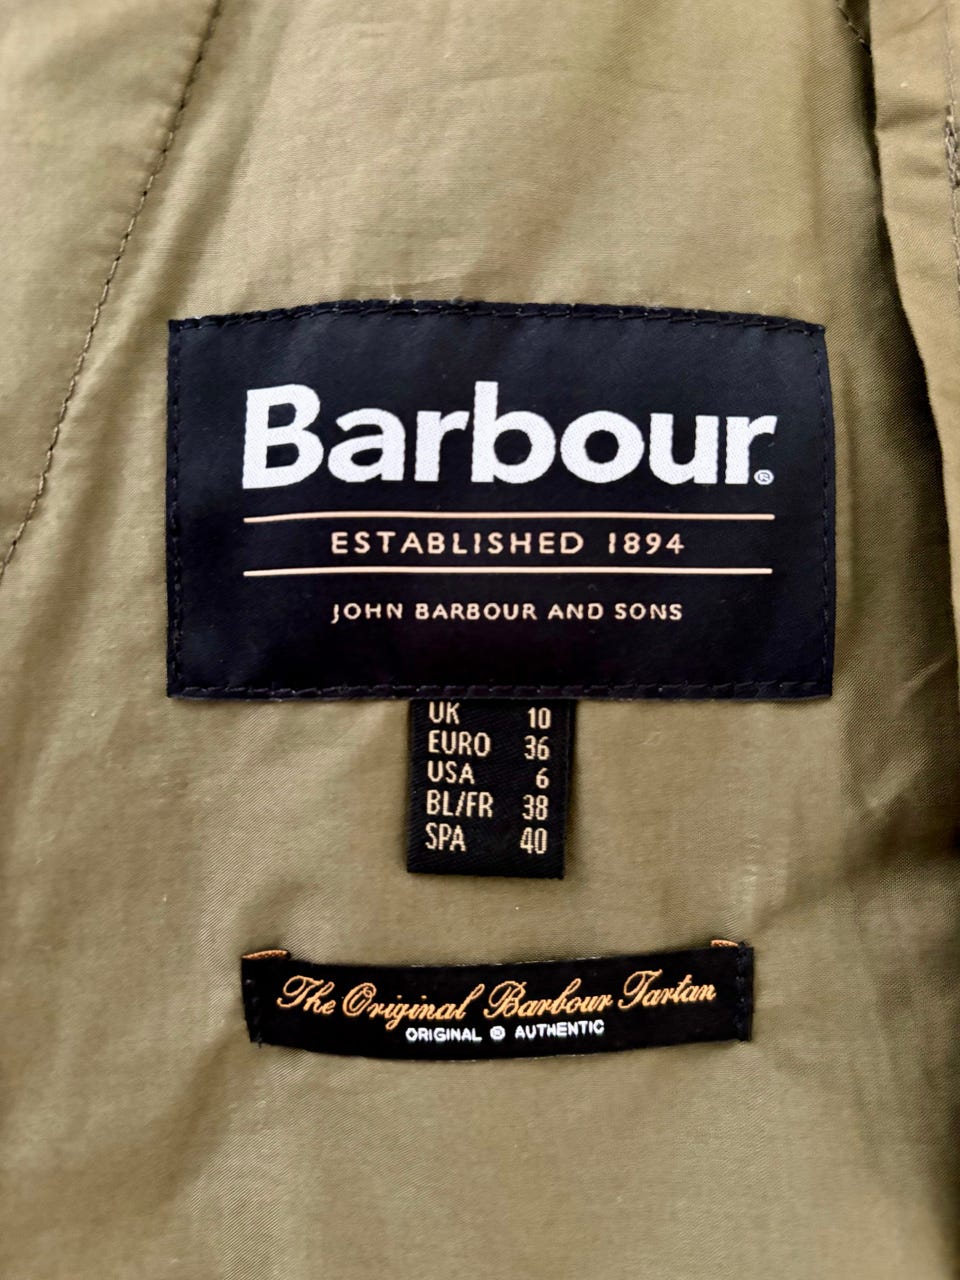 Barbour®
ESTABLISHED 1894
JOHN BARBOUR AND SONS
UK 10
EURO 36
USA 6
BL/FR 38
SPA 40
The Original Barbour Tartan
ORIGINAL ® AUTHENTIC